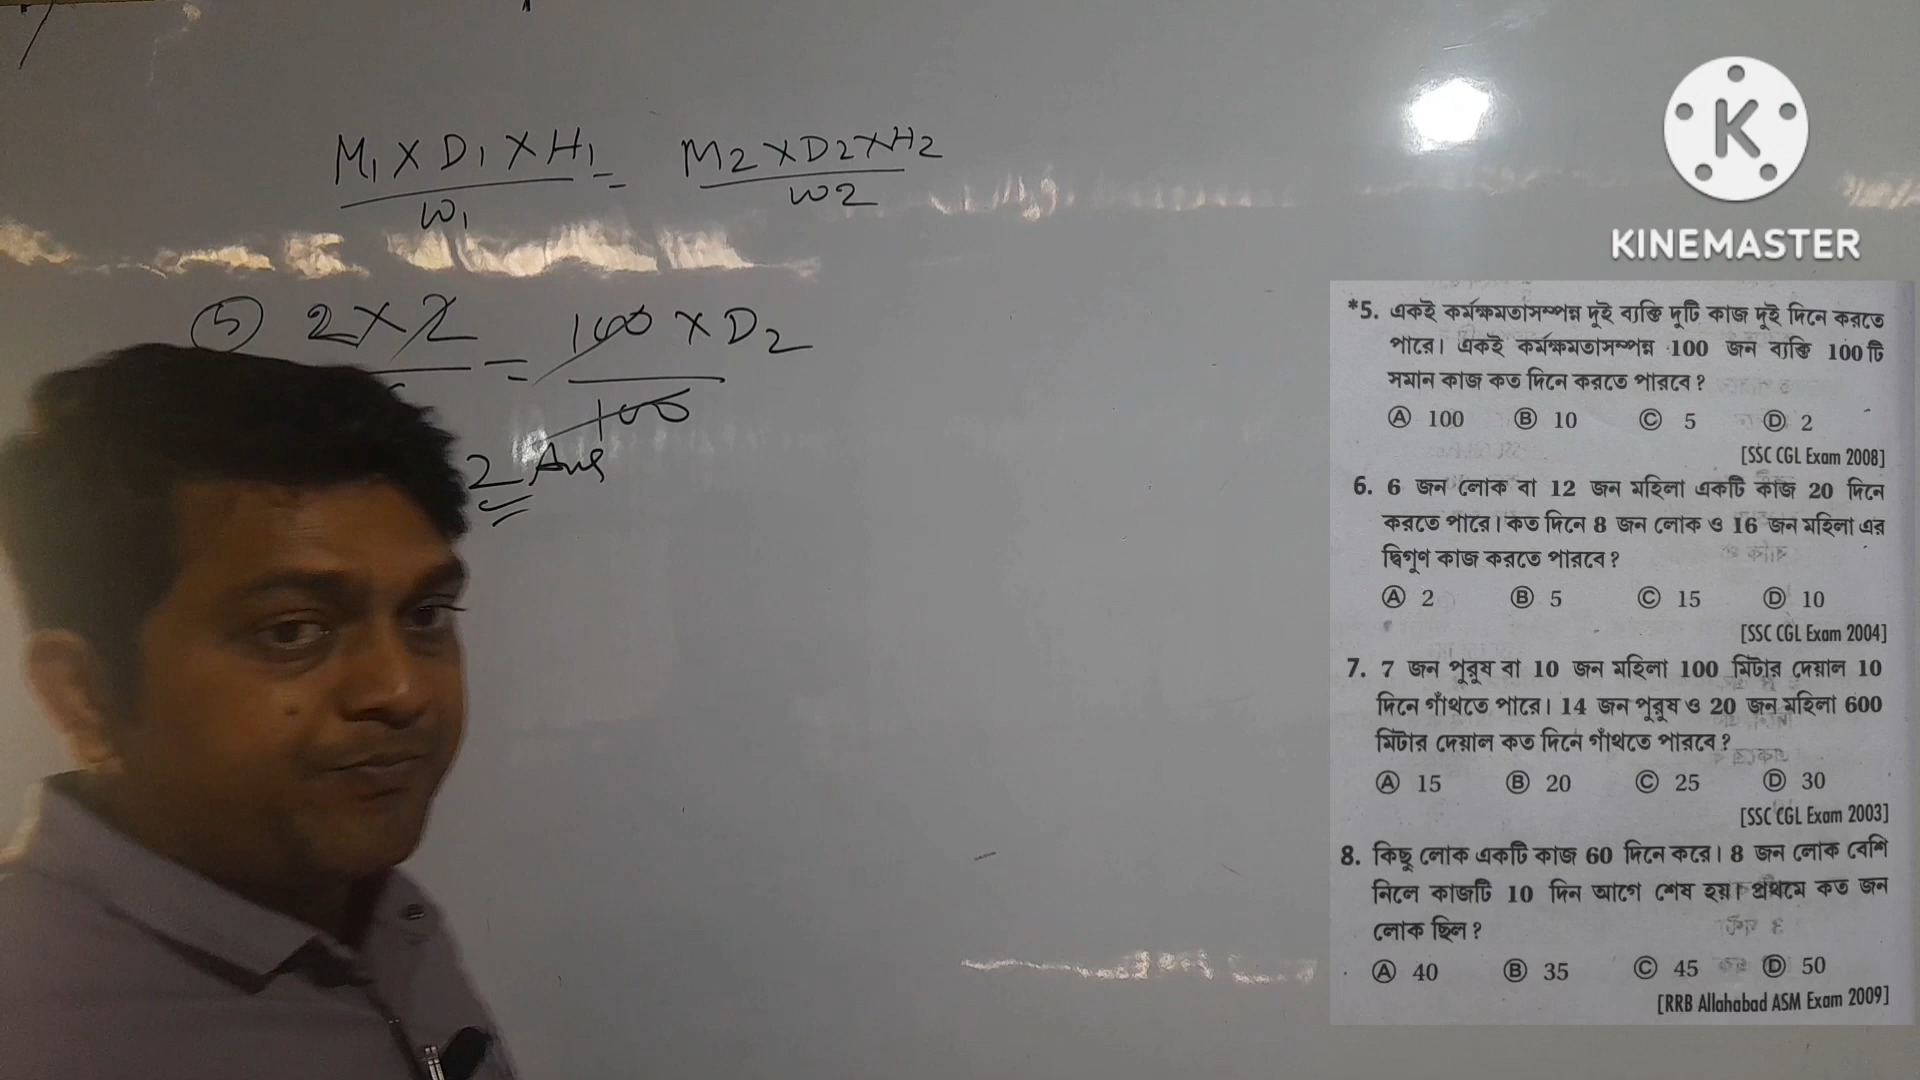 M1 X D1 X H1 = M2 X D2 X H2
W1 W2
⑤ 2 X 2 = 100 X D2
100
2 Ans
KINEMASTER
*5. একই কর্মক্ষমতাসম্পন্ন দুই ব্যক্তি দুটি কাজ দুই দিনে করতে
পারে। একই কর্মক্ষমতাসম্পন্ন 100 জন ব্যক্তি 100 টি
সমান কাজ কত দিনে করতে পারবে ?
Ⓐ 100 Ⓑ 10 Ⓒ 5 Ⓓ 2
[SSC CGL Exam 2008]
6. 6 জন লোক বা 12 জন মহিলা একটি কাজ 20 দিনে
করতে পারে। কত দিনে 8 জন লোক ও 16 জন মহিলা এর
দ্বিগুণ কাজ করতে পারবে ?
Ⓐ 2 Ⓑ 5 Ⓒ 15 Ⓓ 10
[SSC CGL Exam 2004]
7. 7 জন পুরুষ বা 10 জন মহিলা 100 মিটার দেয়াল 10
দিনে গাঁথতে পারে। 14 জন পুরুষ ও 20 জন মহিলা 600
মিটার দেয়াল কত দিনে গাঁথতে পারবে ?
Ⓐ 15 Ⓑ 20 Ⓒ 25 Ⓓ 30
[SSC CGL Exam 2003]
8. কিছু লোক একটি কাজ 60 দিনে করে। 8 জন লোক বেশি
নিলে কাজটি 10 দিন আগে শেষ হয়। প্রথমে কত জন
লোক ছিল ?
Ⓐ 40 Ⓑ 35 Ⓒ 45 Ⓓ 50
[RRB Allahabad ASM Exam 2009]